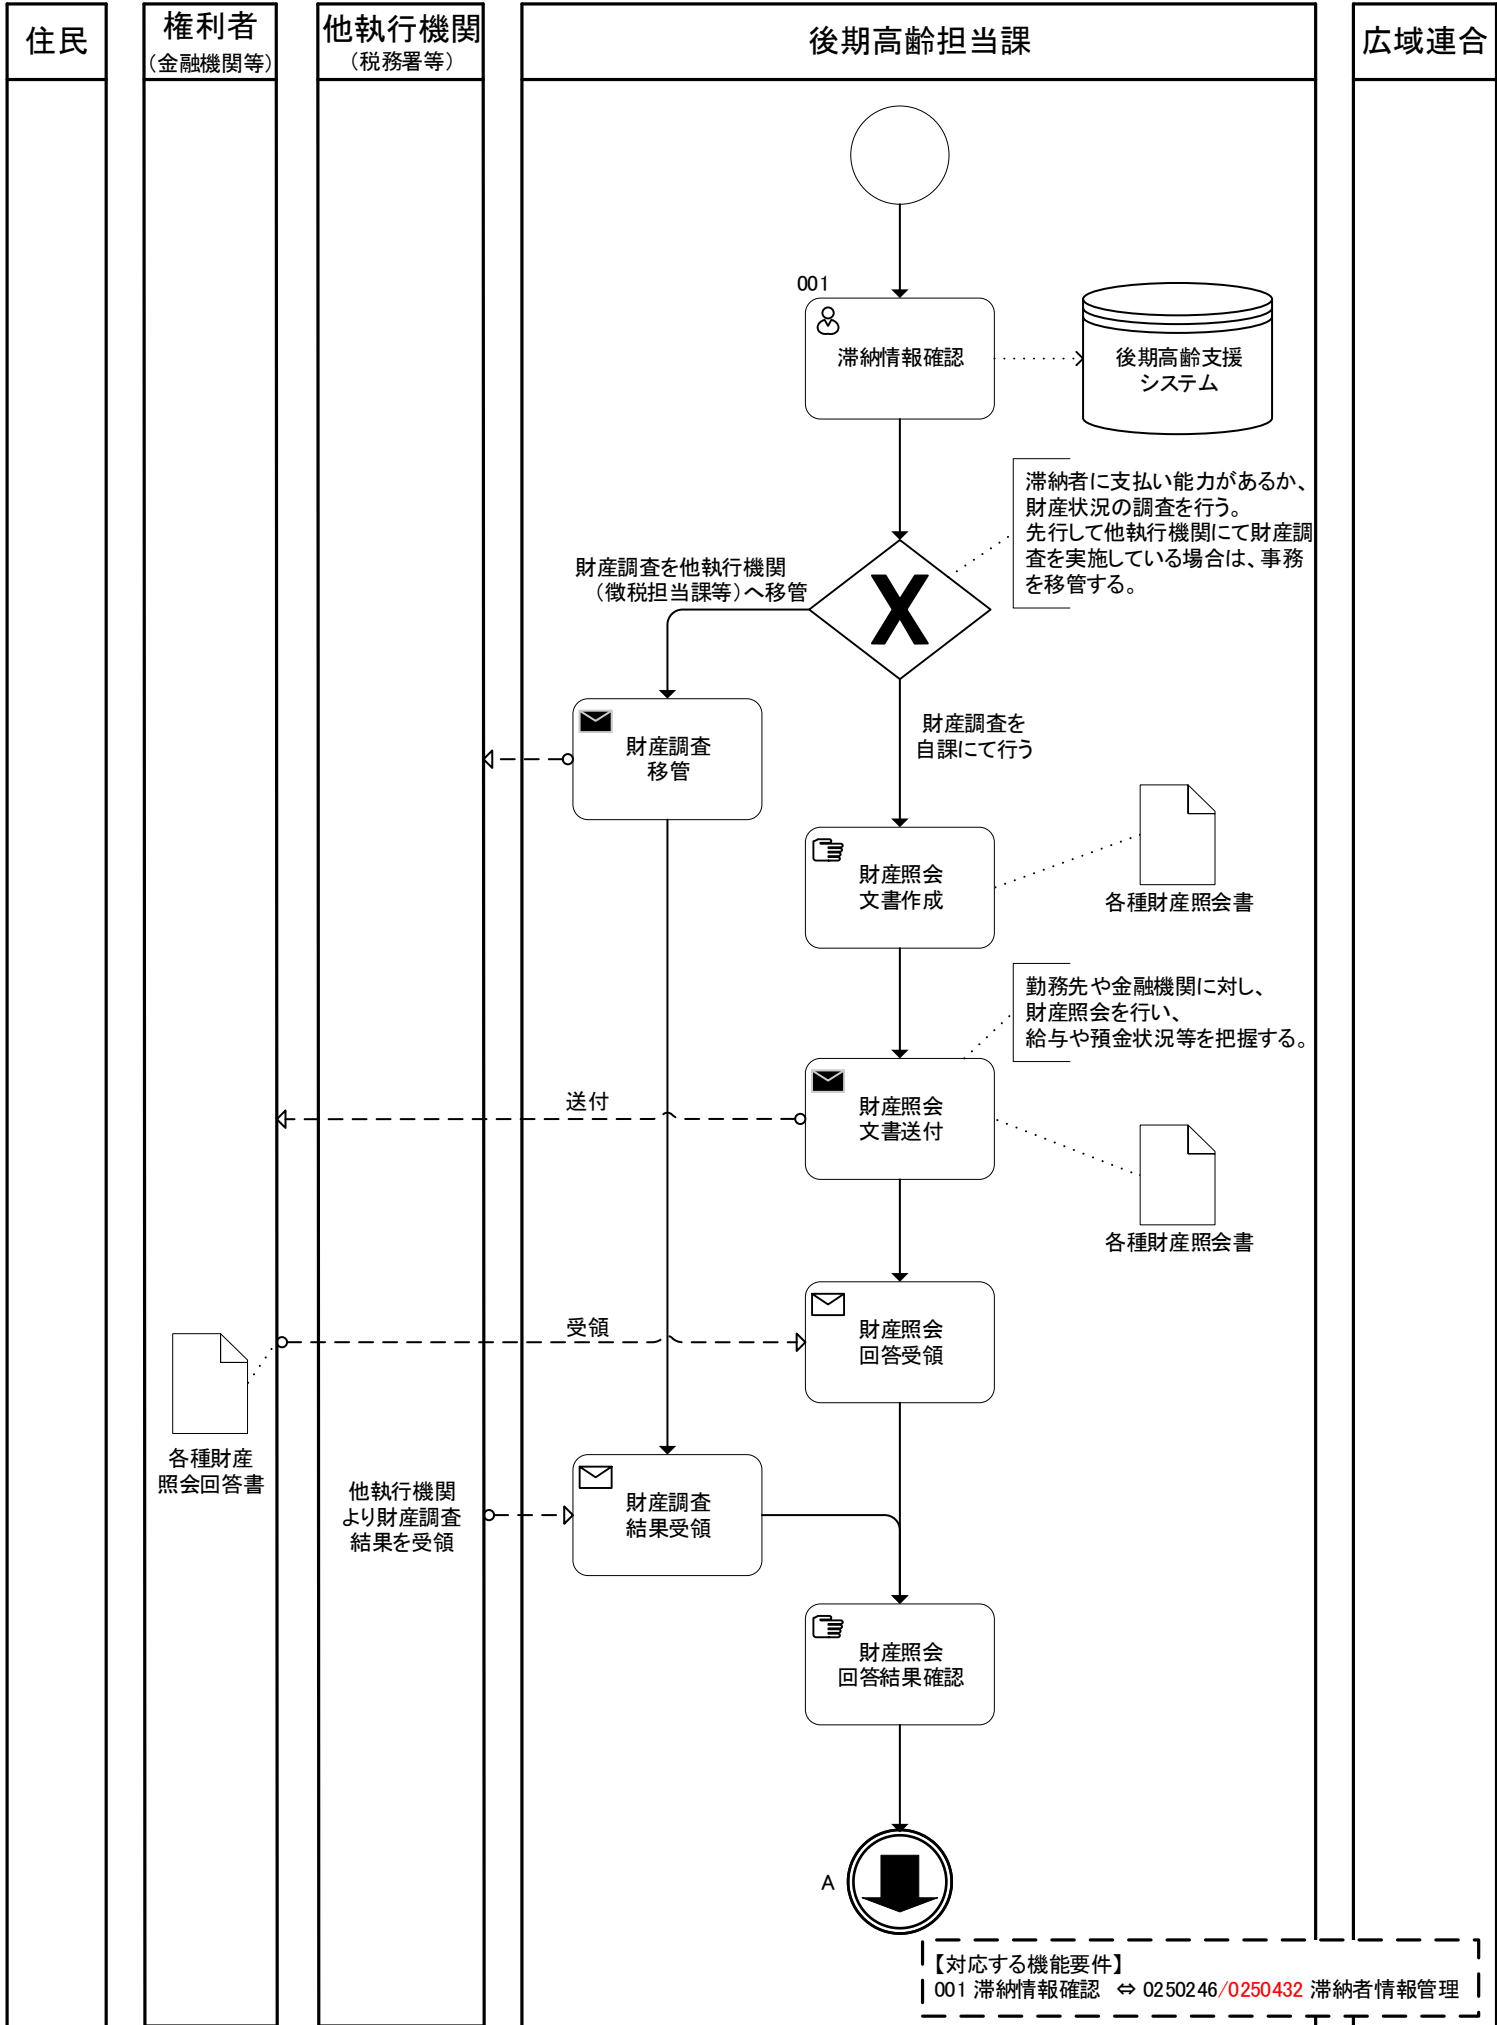 住民
権利者
（金融機関等）
他執行機関
（税務署等）
後期高齢担当課
広域連合
001
滞納情報確認
後期高齢支援
システム
滞納者に支払い能力があるか、
財産状況の調査を行う。
先行して他執行機関にて財産調
査を実施している場合は、事務
を移管する。
財産調査を他執行機関
（徴税担当課等）へ移管
X
財産調査
移管
財産調査を
自課にて行う
財産照会
文書作成
各種財産照会書
勤務先や金融機関に対し、
財産照会を行い、
給与や預金状況等を把握する。
送付
財産照会
文書送付
各種財産照会書
受領
財産照会
回答受領
各種財産
照会回答書
他執行機関
より財産調査
結果を受領
財産調査
結果受領
財産照会
回答結果確認
A
【対応する機能要件】
001 滞納情報確認 ⇔ 0250246/0250432 滞納者情報管理